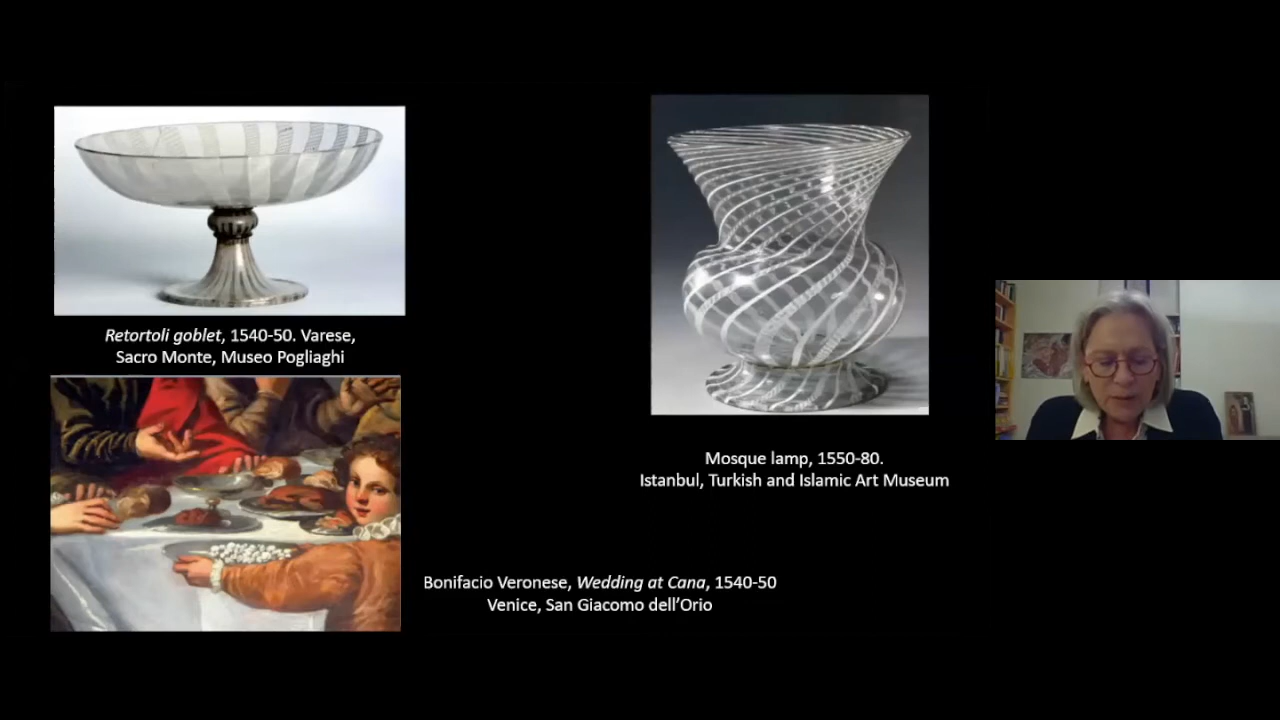 Retortoli goblet, 1540-50. Varese,
Sacro Monte, Museo Pogliaghi
Mosque lamp, 1550-80.
Istanbul, Turkish and Islamic Art Museum
Bonifacio Veronese, Wedding at Cana, 1540-50
Venice, San Giacomo dell’Orio